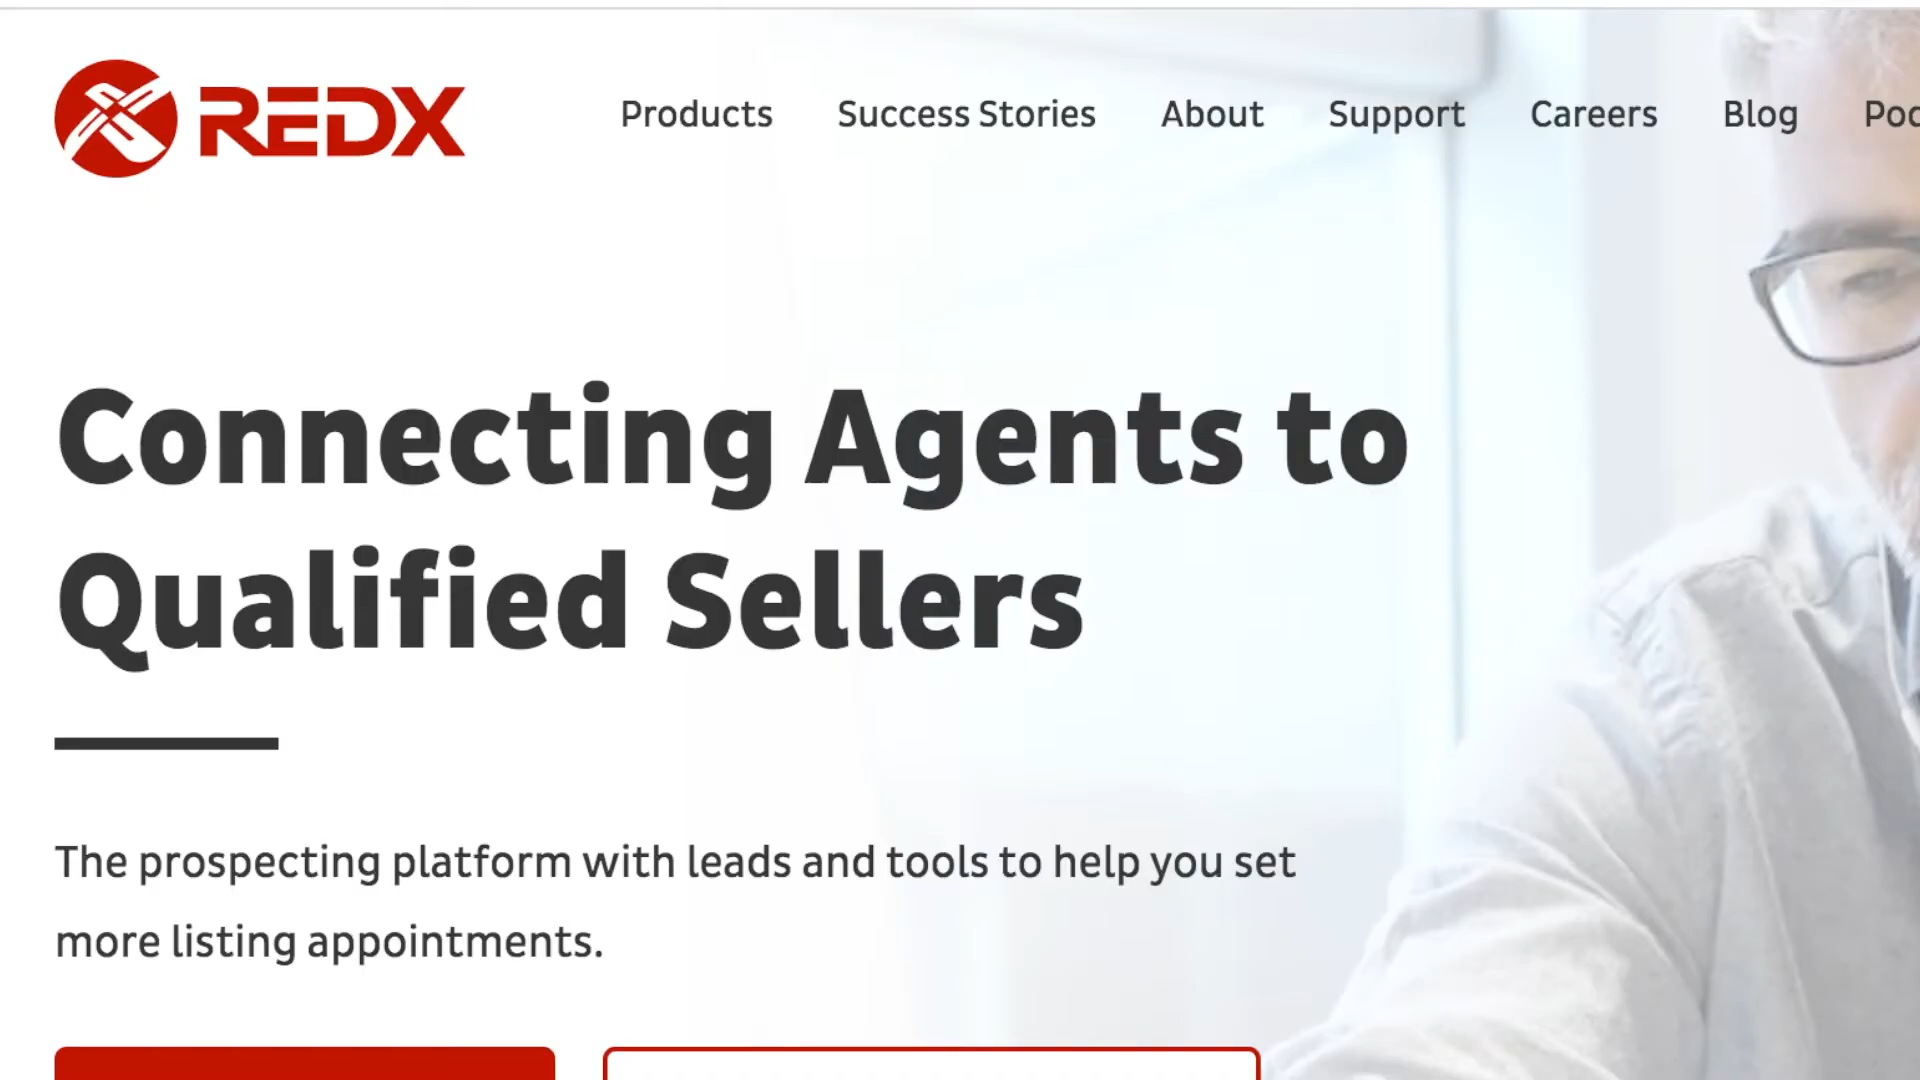 REDX
Products Success Stories About Support Careers Blog
Connecting Agents to
Qualified Sellers
The prospecting platform with leads and tools to help you set
more listing appointments.